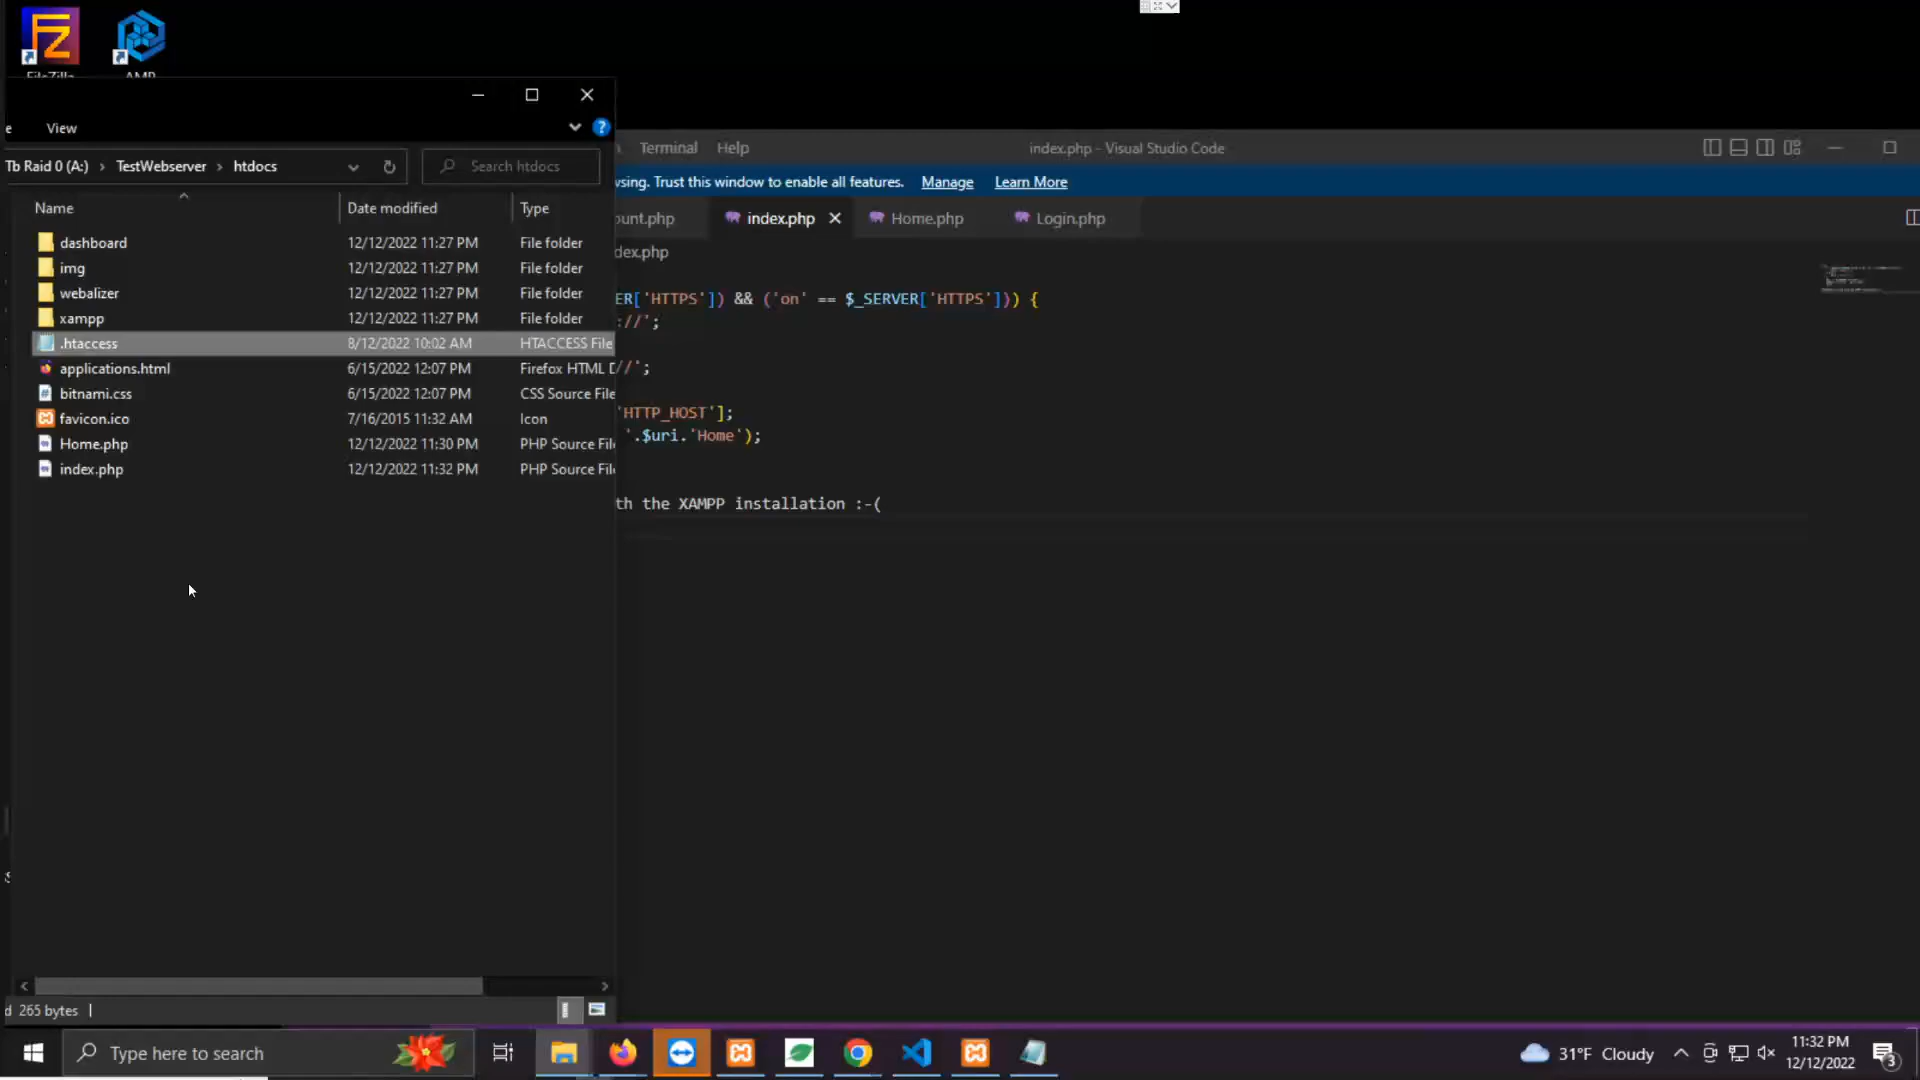 FileZilla
AMP
e View
Tb Raid 0 (A:) TestWebserver htdocs
Search htdocs
Name Date modified Type
dashboard 12/12/2022 11:27 PM File folder
img 12/12/2022 11:27 PM File folder
webalizer 12/12/2022 11:27 PM File folder
xampp 12/12/2022 11:27 PM File folder
.htaccess 8/12/2022 10:02 AM HTACCESS File
applications.html 6/15/2022 12:07 PM Firefox HTML D
bitnami.css 6/15/2022 12:07 PM CSS Source File
favicon.ico 7/16/2015 11:32 AM Icon
Home.php 12/12/2022 11:30 PM PHP Source Fil
index.php 12/12/2022 11:32 PM PHP Source Fil
d 265 bytes
Terminal Help
index.php - Visual Studio Code
wsing. Trust this window to enable all features. Manage Learn More
ount.php index.php Home.php Login.php
dex.php
ER['HTTPS']) && ('on' == $_SERVER['HTTPS'])) {
://';
//';
'HTTP_HOST'];
'.$uri.'Home');
th the XAMPP installation :-(
Type here to search
31°F Cloudy
11:32 PM
12/12/2022
3